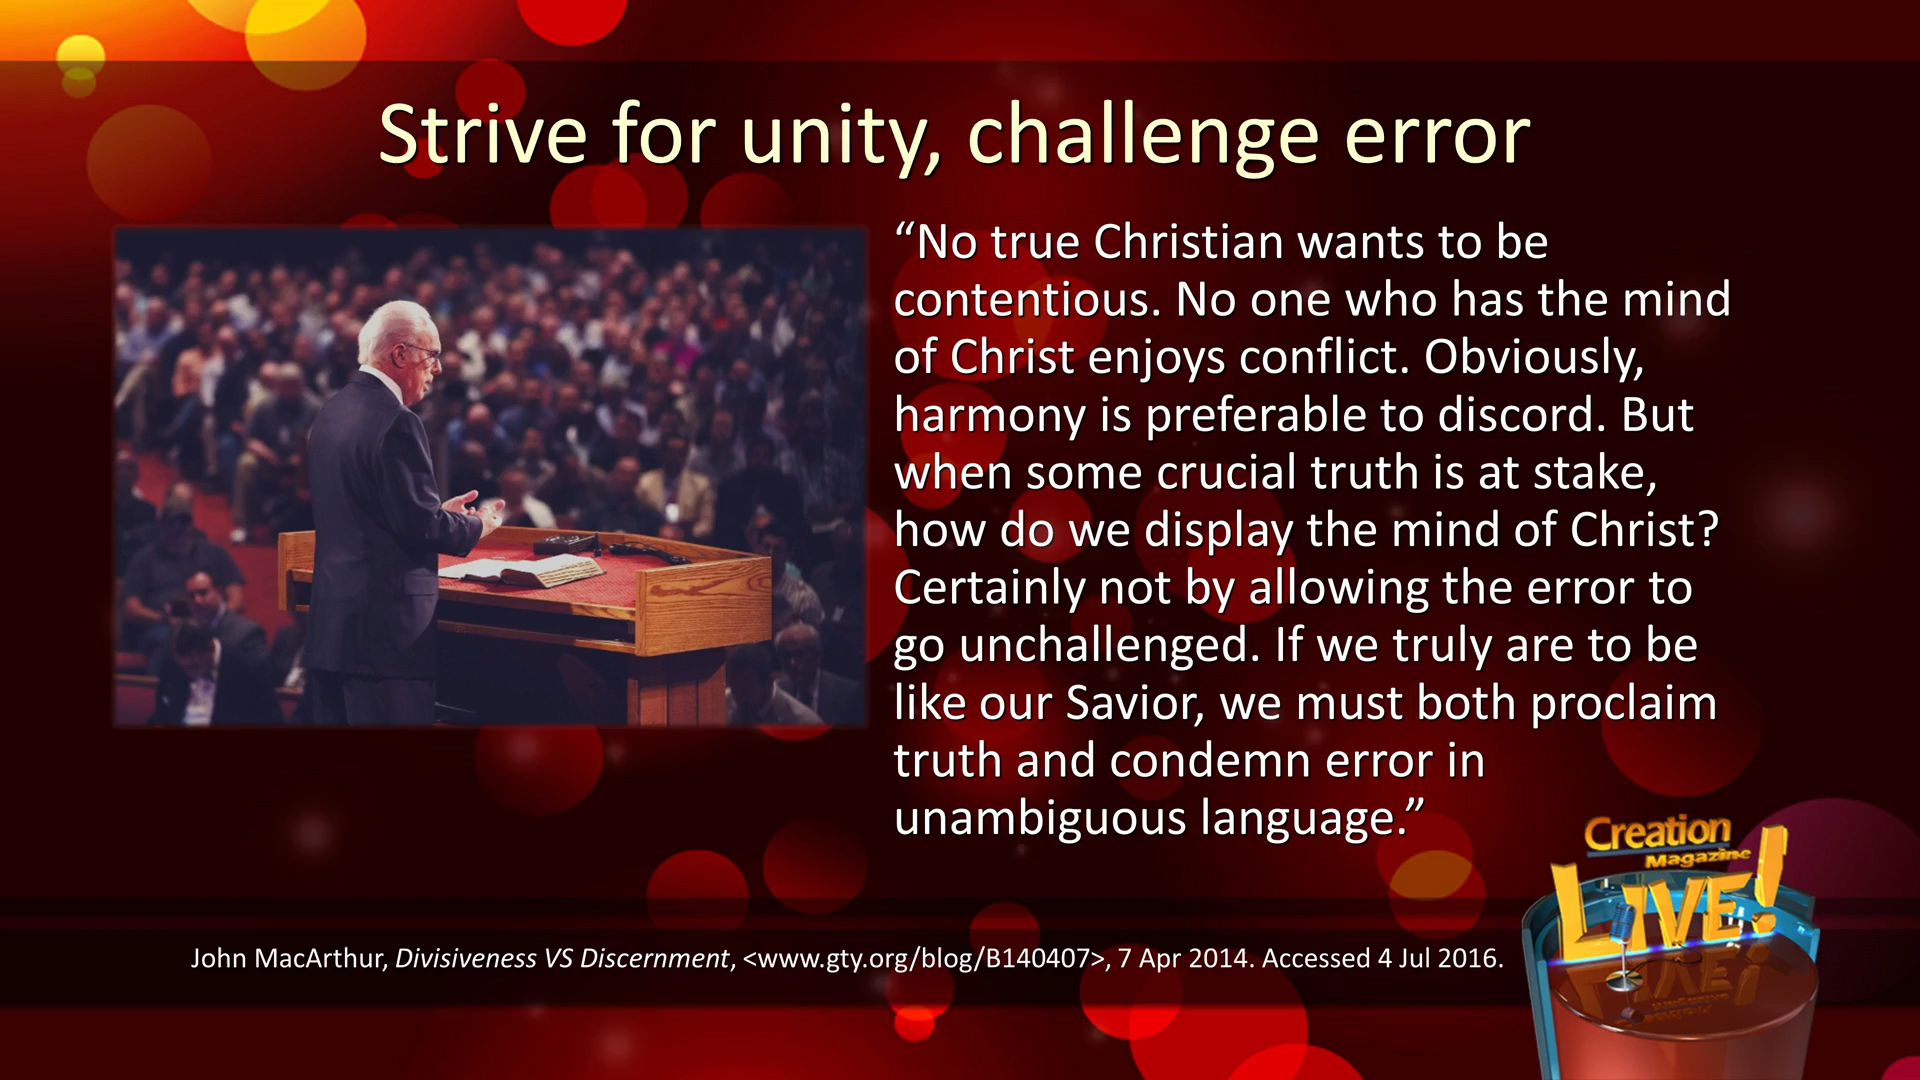 Strive for unity, challenge error
“No true Christian wants to be
contentious. No one who has the mind
of Christ enjoys conflict. Obviously,
harmony is preferable to discord. But
when some crucial truth is at stake,
how do we display the mind of Christ?
Certainly not by allowing the error to
go unchallenged. If we truly are to be
like our Savior, we must both proclaim
truth and condemn error in
unambiguous language.”
Creation
Magazine
LIVE!
John MacArthur, Divisiveness VS Discernment, <www.gty.org/blog/B140407>, 7 Apr 2014. Accessed 4 Jul 2016.